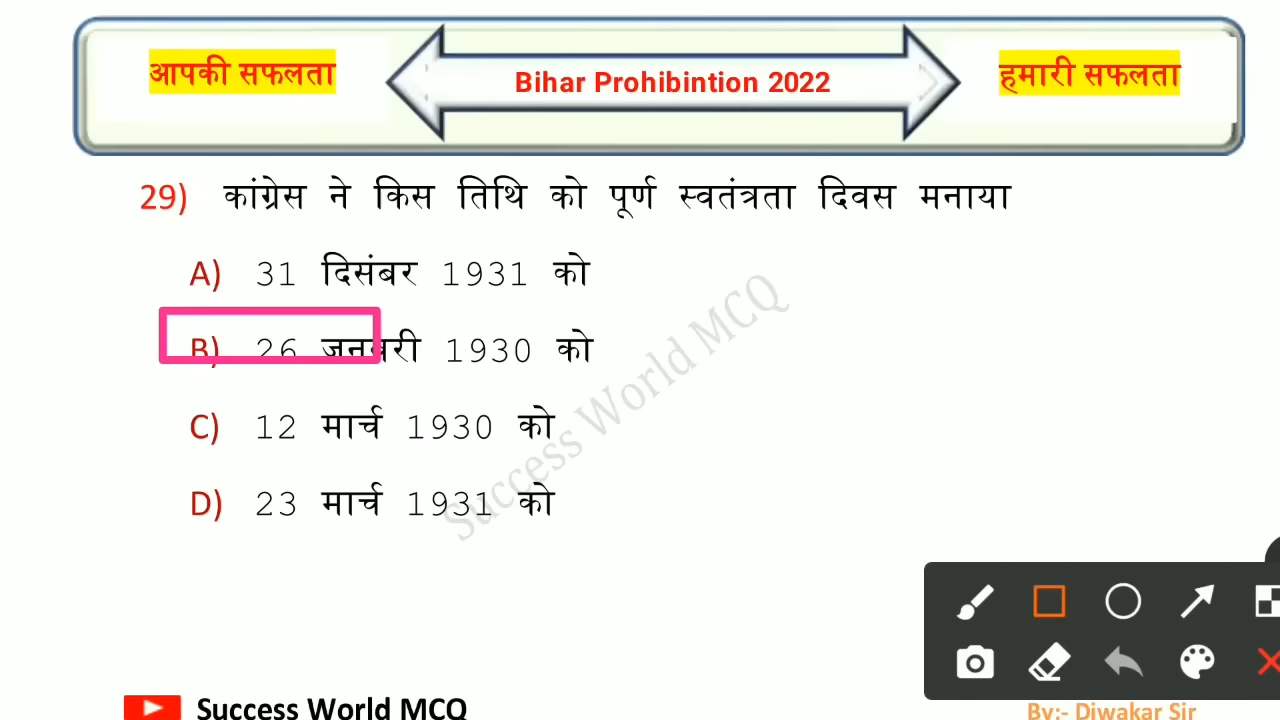 आपकी सफलता
Bihar Prohibintion 2022
हमारी सफलता
29) कांग्रेस ने किस तिथि को पूर्ण स्वतंत्रता दिवस मनाया
A) 31 दिसंबर 1931 को
B) 26 जनवरी 1930 को
C) 12 मार्च 1930 को
D) 23 मार्च 1931 को
Success World MCQ
Success World MCQ
By:- Diwakar Sir